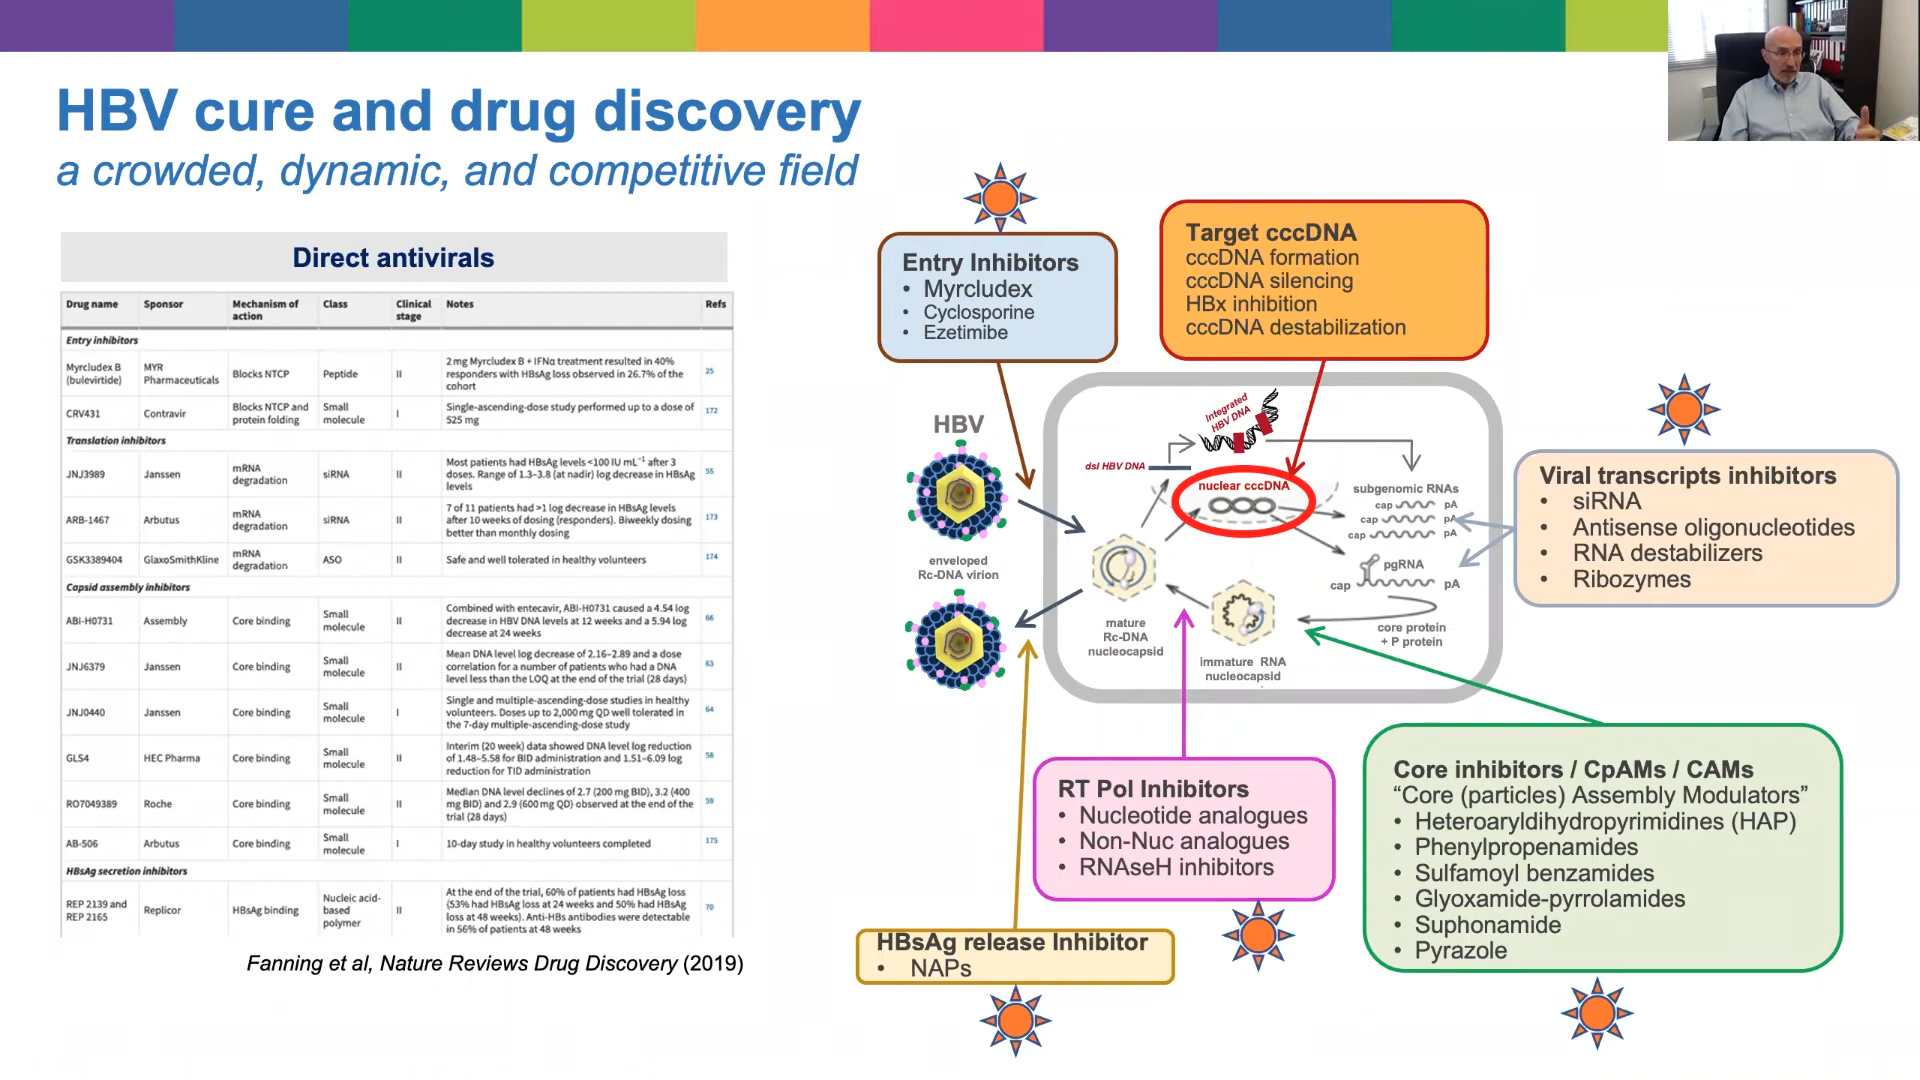 HBV cure and drug discovery
a crowded, dynamic, and competitive field
Direct antivirals
Drug name Sponsor Mechanism of action Class Clinical stage Notes Refs
Entry inhibitors
Myrcludex B (bulevirtide) MYR Pharmaceuticals Blocks NTCP Peptide II 2 mg Myrcludex B + IFNα treatment resulted in 40% responders with HBsAg loss observed in 26.7% of the cohort 25
CRV431 Contravir Blocks NTCP and protein folding Small molecule I Single-ascending-dose study performed up to a dose of 525 mg 172
Translation inhibitors
JNJ3989 Janssen mRNA degradation siRNA II Most patients had HBsAg levels <100 IU mL⁻¹ after 3 doses. Range of 1.3–3.8 (at nadir) log decrease in HBsAg levels 55
ARB-1467 Arbutus mRNA degradation siRNA II 7 of 11 patients had >1 log decrease in HBsAg levels after 10 weeks of dosing (responders). Biweekly dosing better than monthly dosing 173
GSK3389404 GlaxoSmithKline mRNA degradation ASO II Safe and well tolerated in healthy volunteers 174
Capsid assembly inhibitors
ABI-H0731 Assembly Core binding Small molecule II Combined with entecavir, ABI-H0731 caused a 4.54 log decrease in HBV DNA levels at 12 weeks and a 5.94 log decrease at 24 weeks 66
JNJ6379 Janssen Core binding Small molecule II Mean DNA level log decrease of 2.16–2.89 and a dose correlation for a number of patients who had a DNA level less than the LOQ at the end of the trial (28 days) 63
JNJ0440 Janssen Core binding Small molecule I Single and multiple-ascending-dose studies in healthy volunteers. Doses up to 2,000 mg QD well tolerated in the 7-day multiple-ascending-dose study 64
GLS4 HEC Pharma Core binding Small molecule II Interim (20 week) data showed DNA level log reduction of 1.48–5.58 for BID administration and 1.51–6.09 log reduction for TID administration 58
RO7049389 Roche Core binding Small molecule II Median DNA level declines of 2.7 (200 mg BID), 3.2 (400 mg BID) and 2.9 (600 mg QD) observed at the end of the trial (28 days) 59
AB-506 Arbutus Core binding Small molecule I 10-day study in healthy volunteers completed 175
HBsAg secretion inhibitors
REP 2139 and REP 2165 Replicor HBsAg binding Nucleic acid-based polymer II At the end of the trial, 60% of patients had HBsAg loss (53% had HBsAg loss at 24 weeks and 50% had HBsAg loss at 48 weeks). Anti-HBs antibodies were detectable in 56% of patients at 48 weeks 70
Fanning et al, Nature Reviews Drug Discovery (2019)
Entry Inhibitors
• Myrcludex
• Cyclosporine
• Ezetimibe
Target cccDNA
cccDNA formation
cccDNA silencing
HBx inhibition
cccDNA destabilization
HBV
enveloped
Rc-DNA virion
Integrated
HBV DNA
dsl HBV DNA
nuclear cccDNA
subgenomic RNAs
cap pA
cap pA
cap pA
pgRNA
cap pA
core protein
+ P protein
mature
Rc-DNA
nucleocapsid
immature RNA
nucleocapsid
Viral transcripts inhibitors
• siRNA
• Antisense oligonucleotides
• RNA destabilizers
• Ribozymes
RT Pol Inhibitors
• Nucleotide analogues
• Non-Nuc analogues
• RNAseH inhibitors
HBsAg release Inhibitor
• NAPs
Core inhibitors / CpAMs / CAMs
“Core (particles) Assembly Modulators”
• Heteroaryldihydropyrimidines (HAP)
• Phenylpropenamides
• Sulfamoyl benzamides
• Glyoxamide-pyrrolamides
• Suphonamide
• Pyrazole